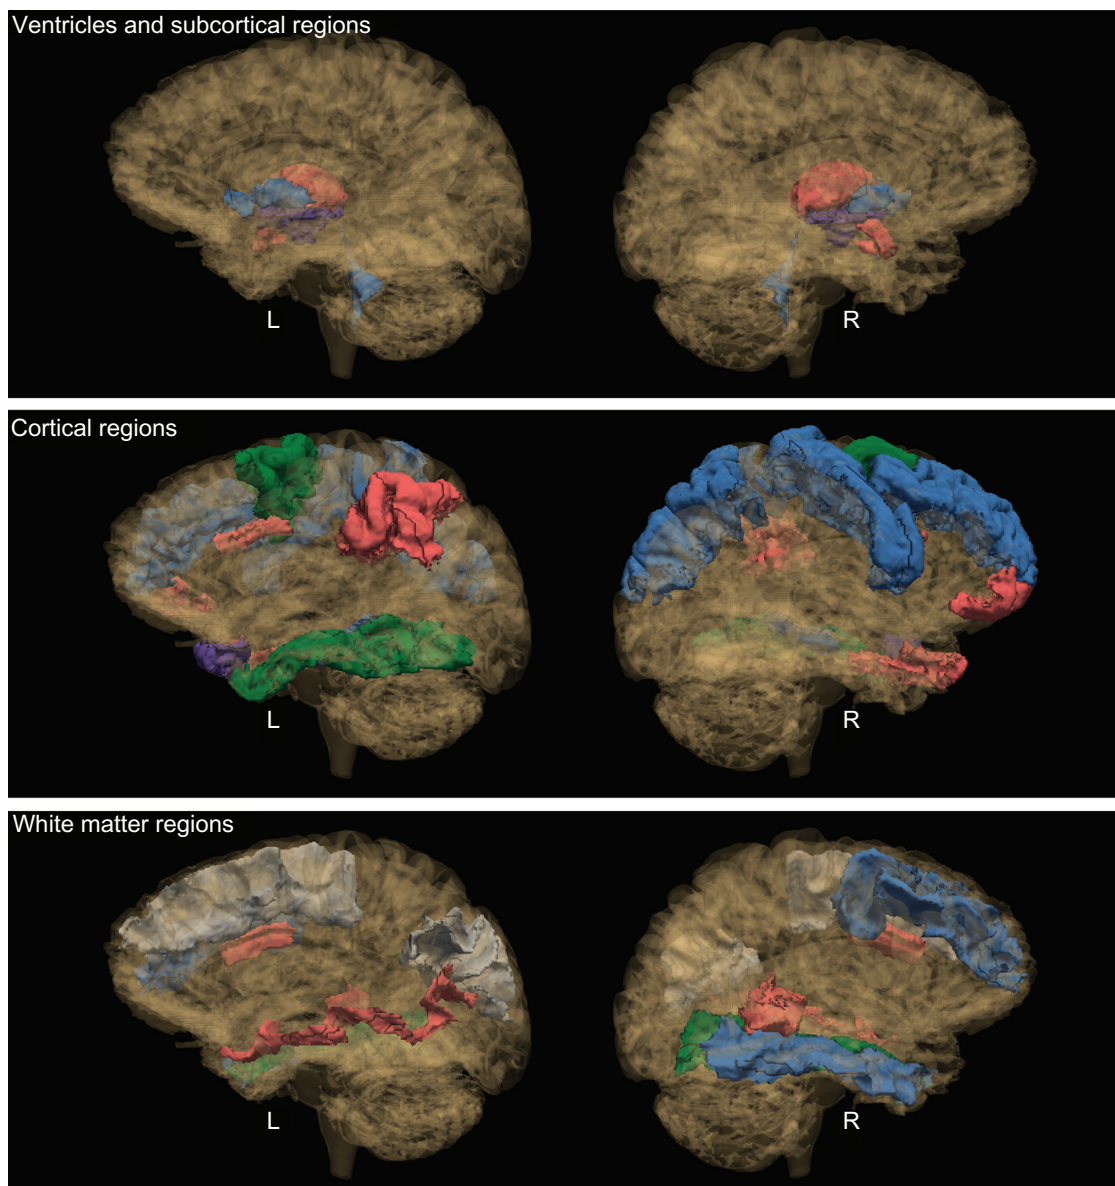 Ventricles and subcortical regions
L
R
Cortical regions
L
R
White matter regions
L
R